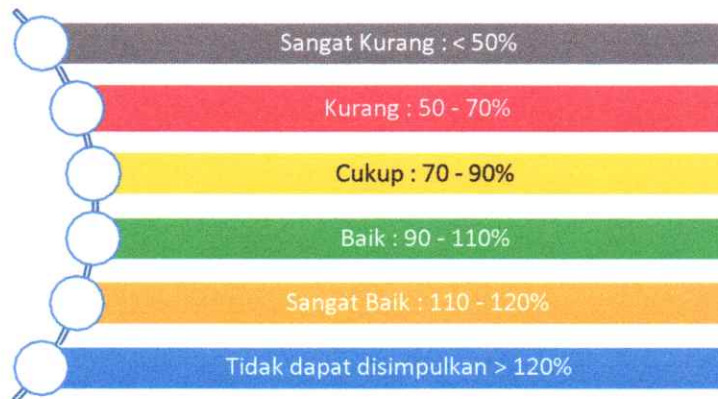 Sangat Kurang : < 50%
Kurang : 50 - 70%
Cukup : 70 - 90%
Baik : 90 - 110%
Sangat Baik : 110 - 120%
Tidak dapat disimpulkan > 120%